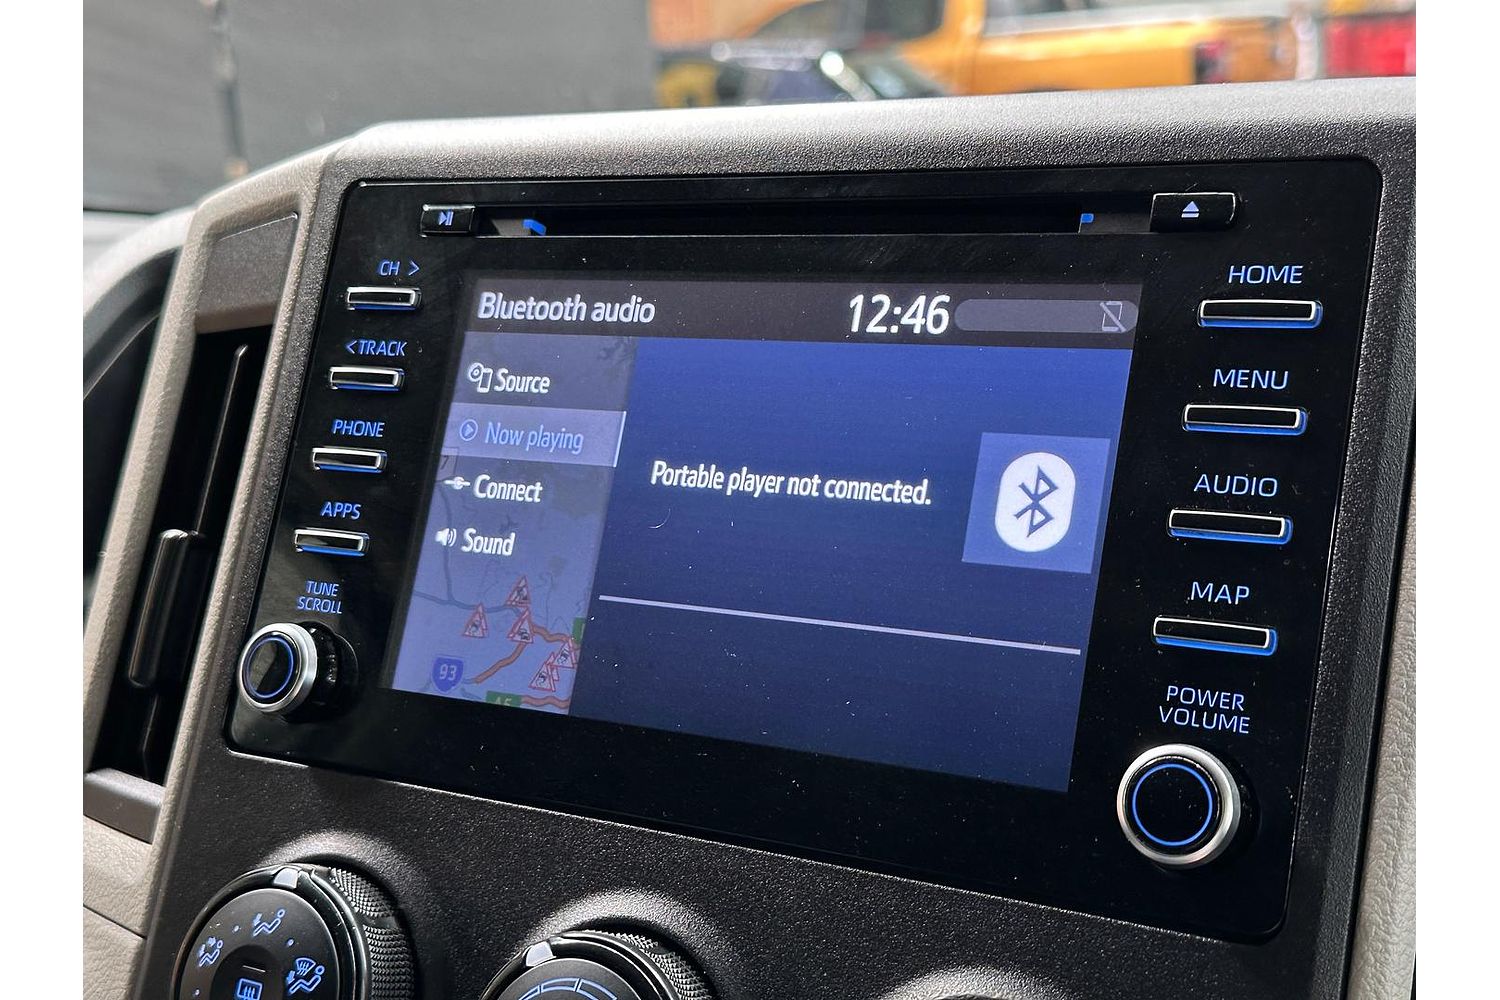 CH >
<TRACK
PHONE
APPS
TUNE
SCROLL
Bluetooth audio
12:46
Source
Now playing
Connect
Sound
93
Portable player not connected.
HOME
MENU
AUDIO
MAP
POWER
VOLUME